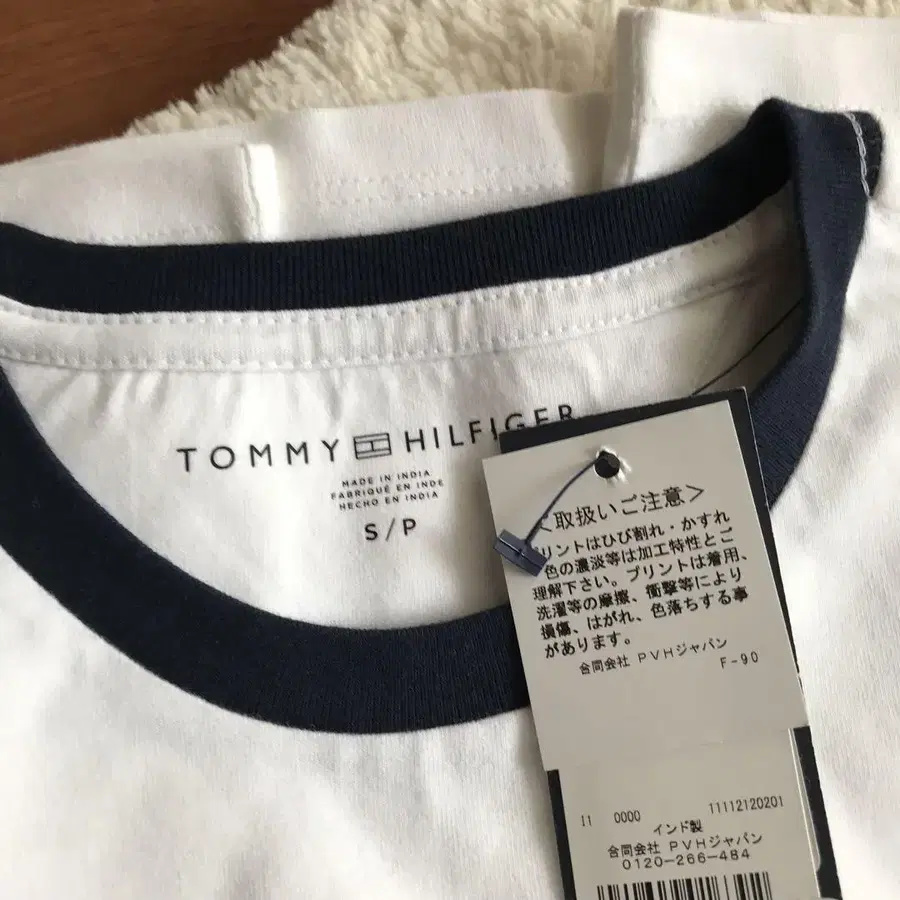 TOMMY HILFIGER
MADE IN INDIA
FABRIQUÉ EN INDE
HECHO EN INDIA
S/P
<取扱いご注意>
プリントはひび割れ・かすれ
色の濃淡等は加工特性とご
理解下さい。プリントは着用、
洗濯等の摩擦、衝撃等により
損傷、はがれ、色落ちする事
があります。
合同会社 PVHジャパン
F-90
I1 0000 11112120201
インド製
合同会社 PVHジャパン
0120-266-484